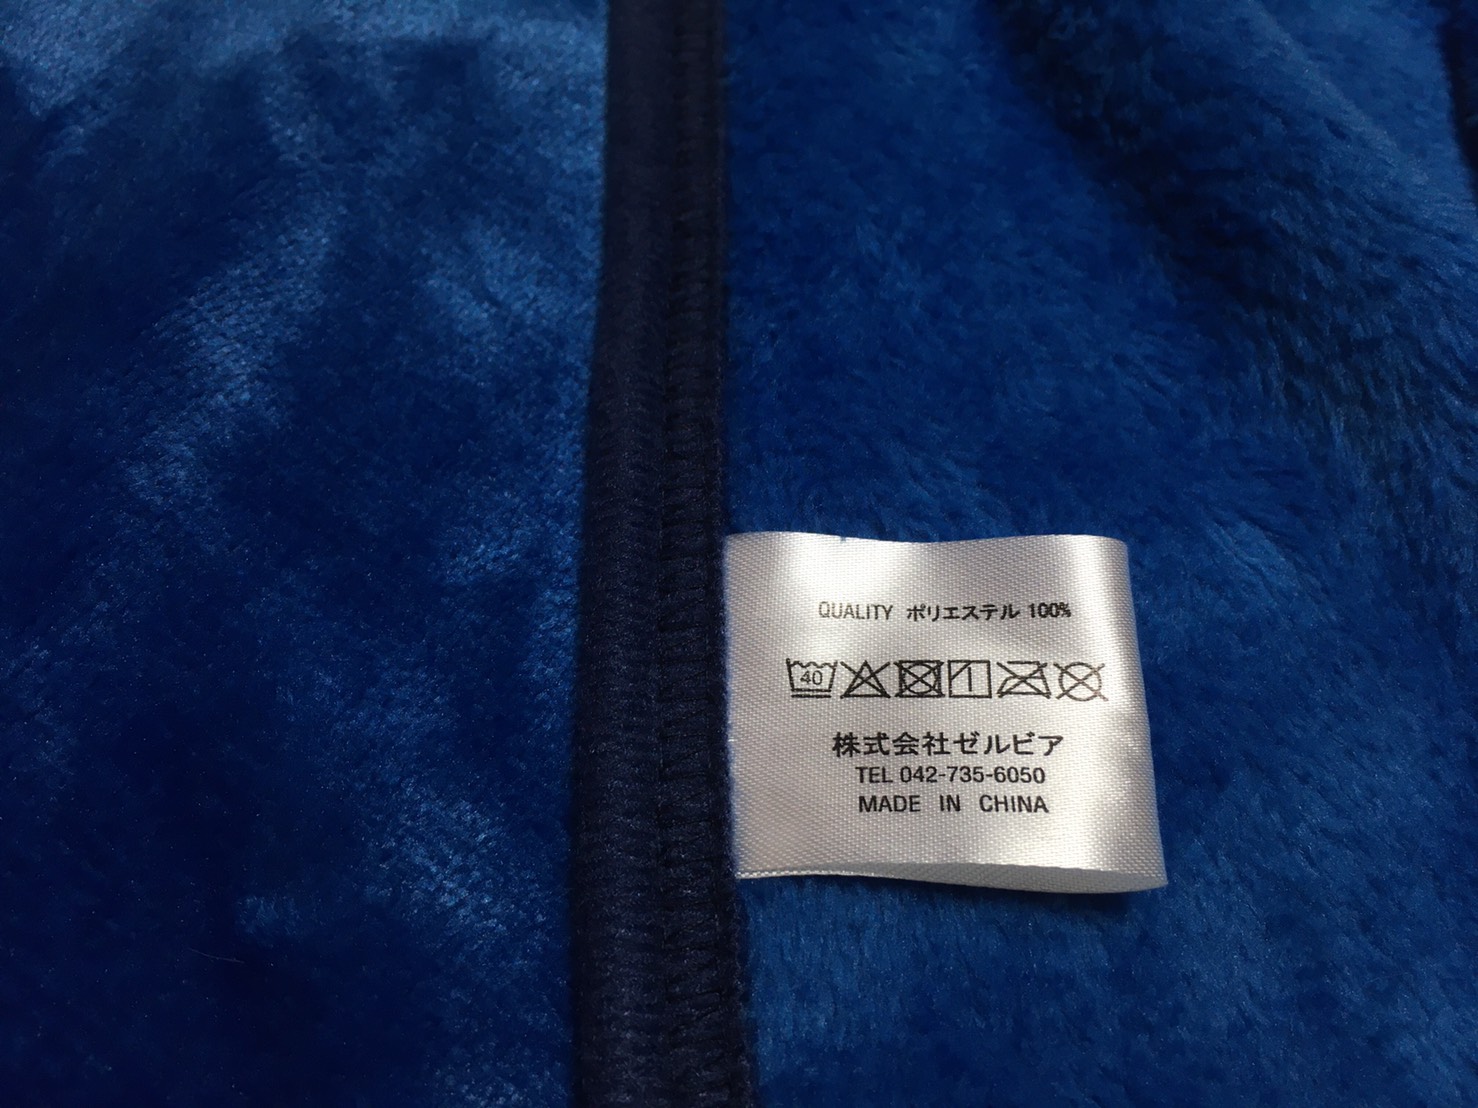 QUALITY ポリエステル 100%
40
株式会社ゼルビア
TEL 042-735-6050
MADE IN CHINA